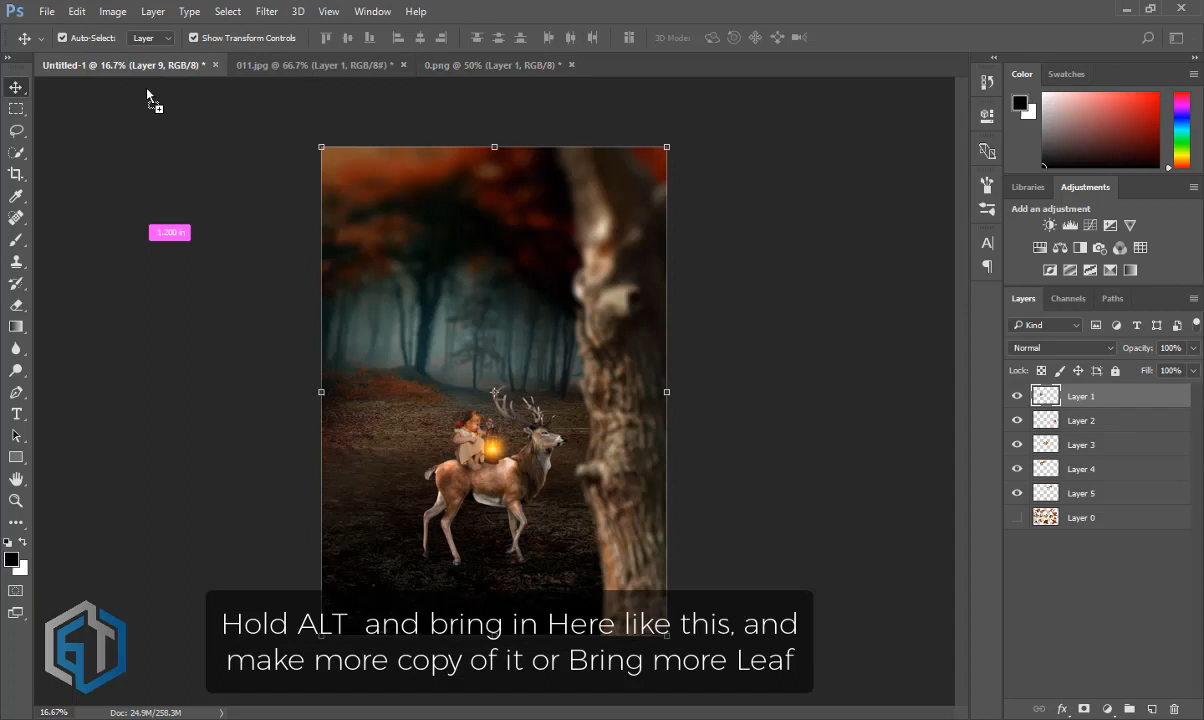 Ps File Edit Image Layer Type Select Filter 3D View Window Help
Auto-Select: Layer Show Transform Controls 3D Mode:
Untitled-1 @ 16.7% (Layer 9, RGB/8) * × 011.jpg @ 66.7% (Layer 1, RGB/8#) * × 0.png @ 50% (Layer 1, RGB/8) * ×
Color Swatches
Libraries Adjustments
Add an adjustment
1.200 in
Layers Channels Paths
Kind
Normal Opacity: 100%
Lock: Fill: 100%
Layer 1
Layer 2
Layer 3
Layer 4
Layer 5
Layer 0
Hold ALT and bring in Here like this, and
make more copy of it or Bring more Leaf
GT
16.67% Doc: 24.9M/258.3M